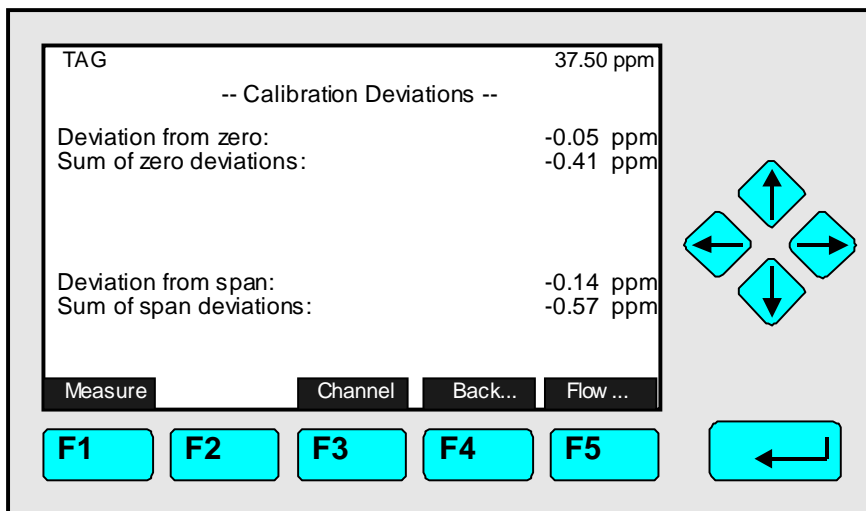 TAG 37.50 ppm
-- Calibration Deviations --
Deviation from zero: -0.05 ppm
Sum of zero deviations: -0.41 ppm
Deviation from span: -0.14 ppm
Sum of span deviations: -0.57 ppm
Measure Channel Back... Flow ...
F1 F2 F3 F4 F5